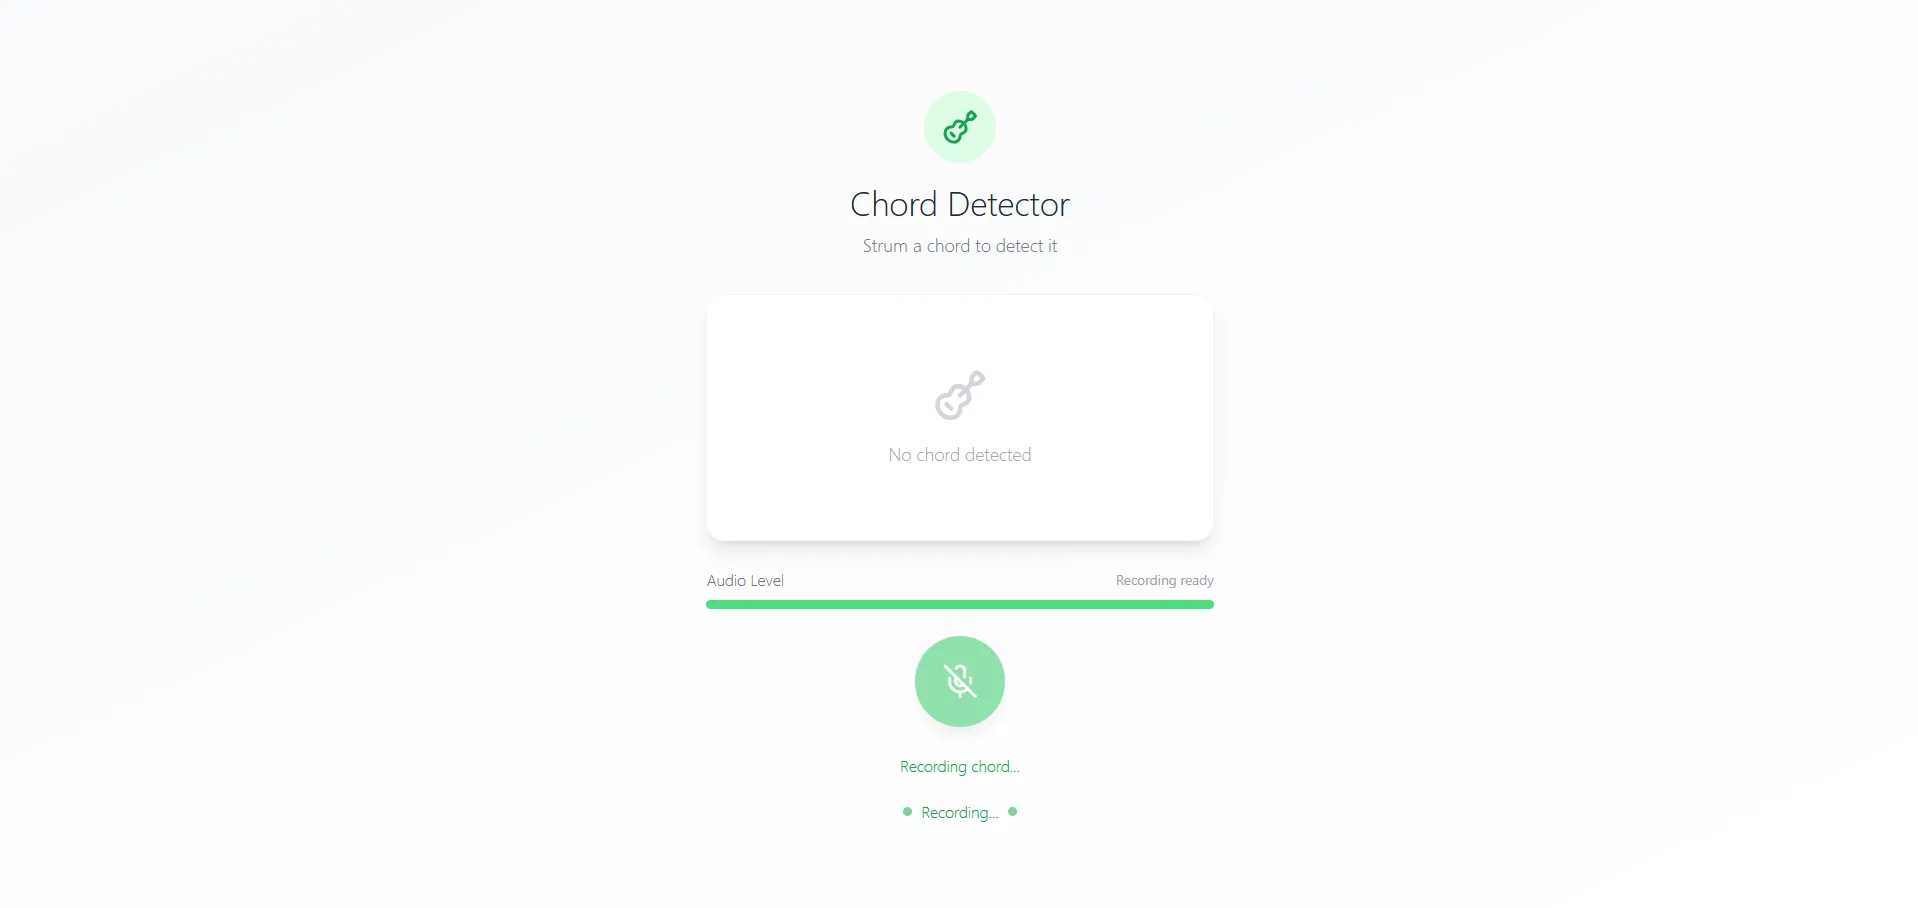 Chord Detector
Strum a chord to detect it
No chord detected
Audio Level
Recording ready
Recording chord...
Recording...